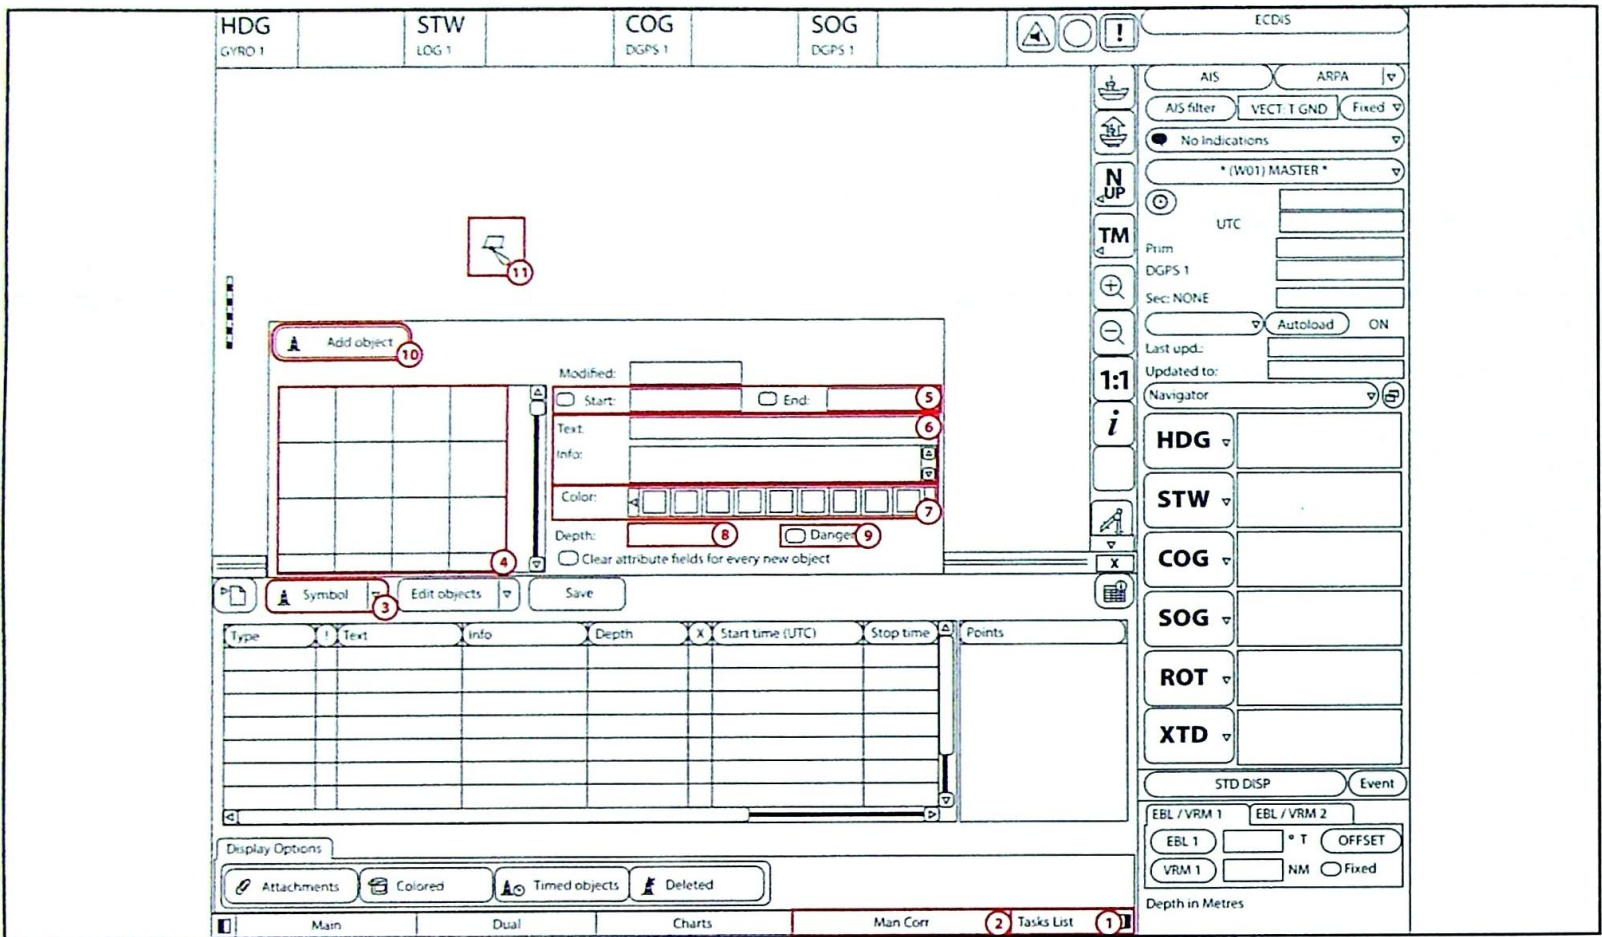 HDG STW COG SOG ECDIS
GYRO 1 LOG 1 DGPS 1 DGPS 1
!
AIS ARPA
AIS filter VECT: T GND Fixed
No Indications
* (W01) MASTER *
N
UP
UTC
TM
Prim
DGPS 1
11
Sec: NONE
Autoload ON
Add object
10
Last upd.:
Modified:
Updated to:
1:1
Start: End: 5
Navigator
Text: 6
i
Info:
HDG
Color: 7
STW
Depth: 8 Danger 9
Clear attribute fields for every new object
4
COG
X
Symbol 3 Edit objects Save
SOG
Type ! Text Info Depth X Start time (UTC) Stop time Points
ROT
XTD
STD DISP Event
EBL / VRM 1 EBL / VRM 2
EBL 1 ° T OFFSET
VRM 1 NM Fixed
Display Options
Attachments Colored Timed objects Deleted
Depth in Metres
Main Dual Charts Man Corr 2 Tasks List 1